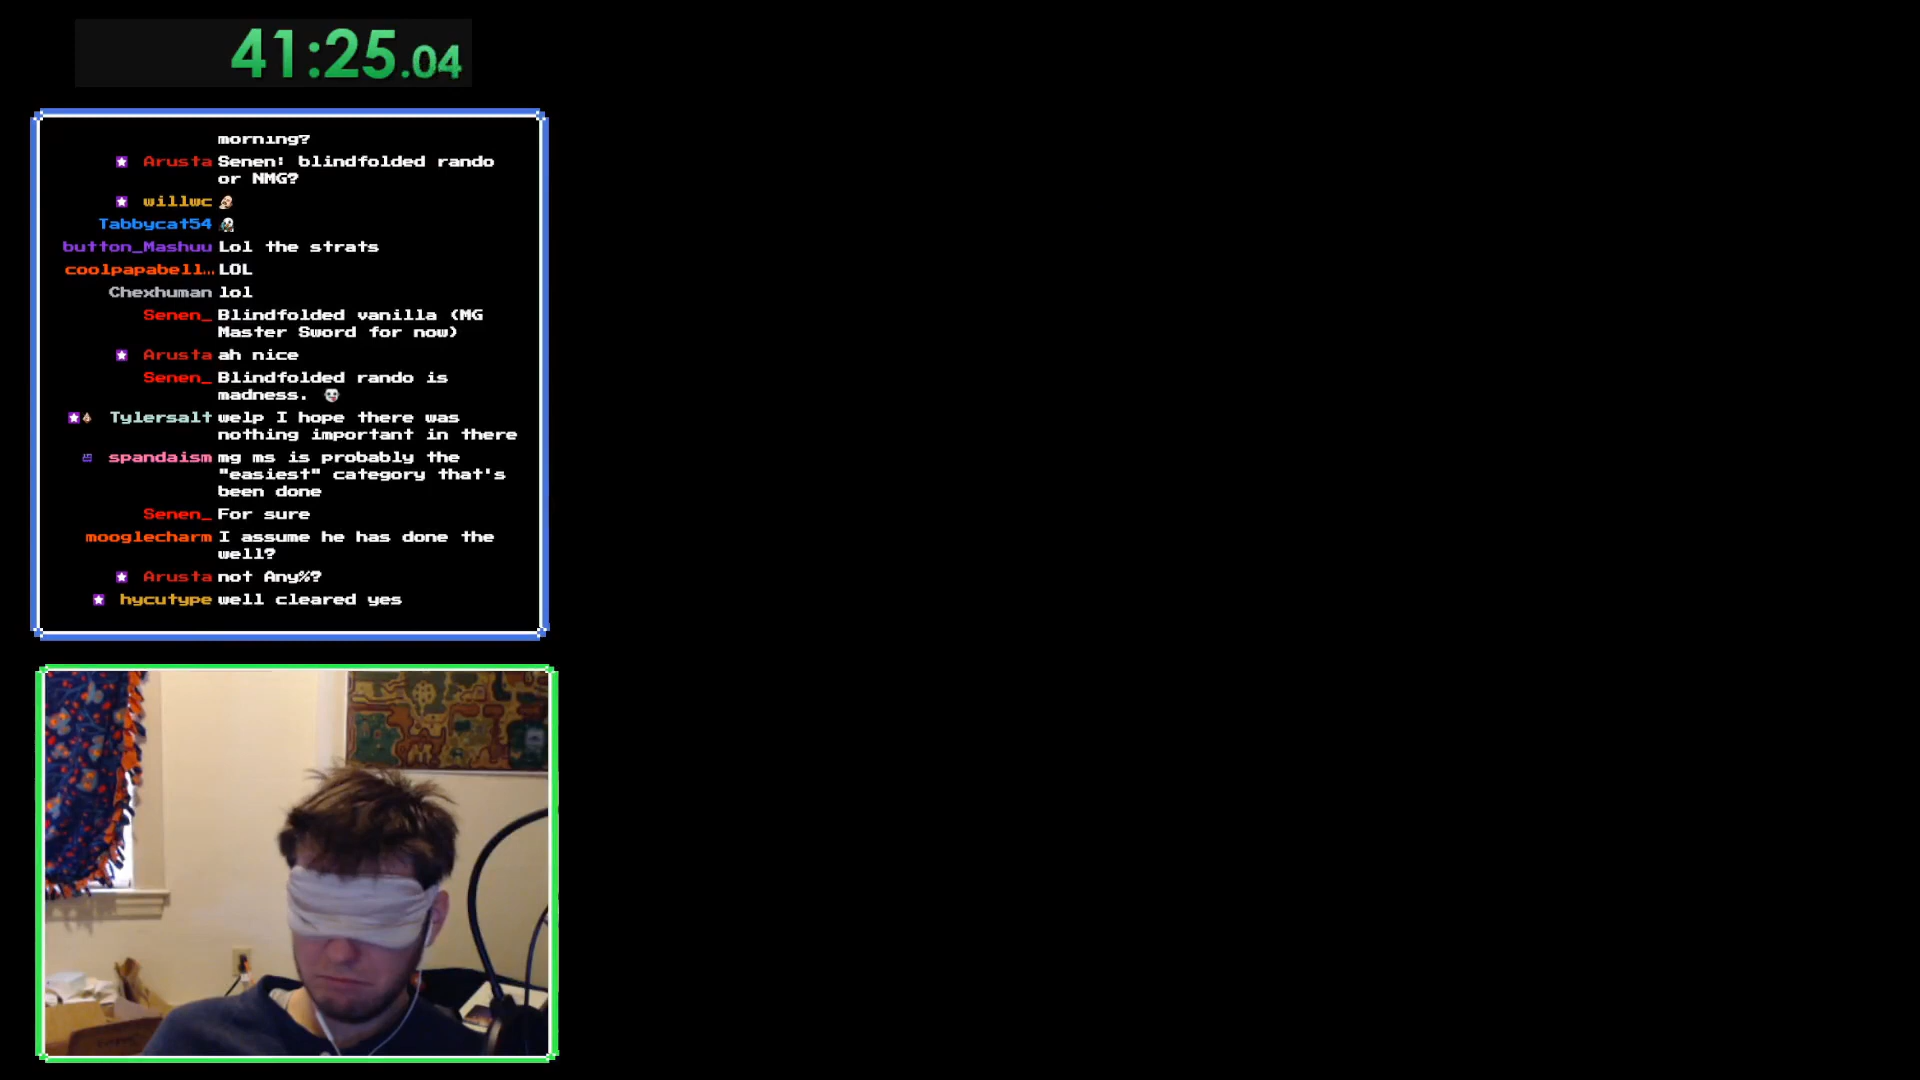 41:25.04
morning?
Arusta Senen: blindfolded rando
or NMG?
willwc
Tabbycat54
button_Mashuu Lol the strats
coolpapabell… LOL
Chexhuman lol
Senen_ Blindfolded vanilla (MG
Master Sword for now)
Arusta ah nice
Senen_ Blindfolded rando is
madness.
Tylersalt welp I hope there was
nothing important in there
spandaism mg ms is probably the
"easiest" category that's
been done
Senen_ For sure
mooglecharm I assume he has done the
well?
Arusta not Any%?
hycutype well cleared yes